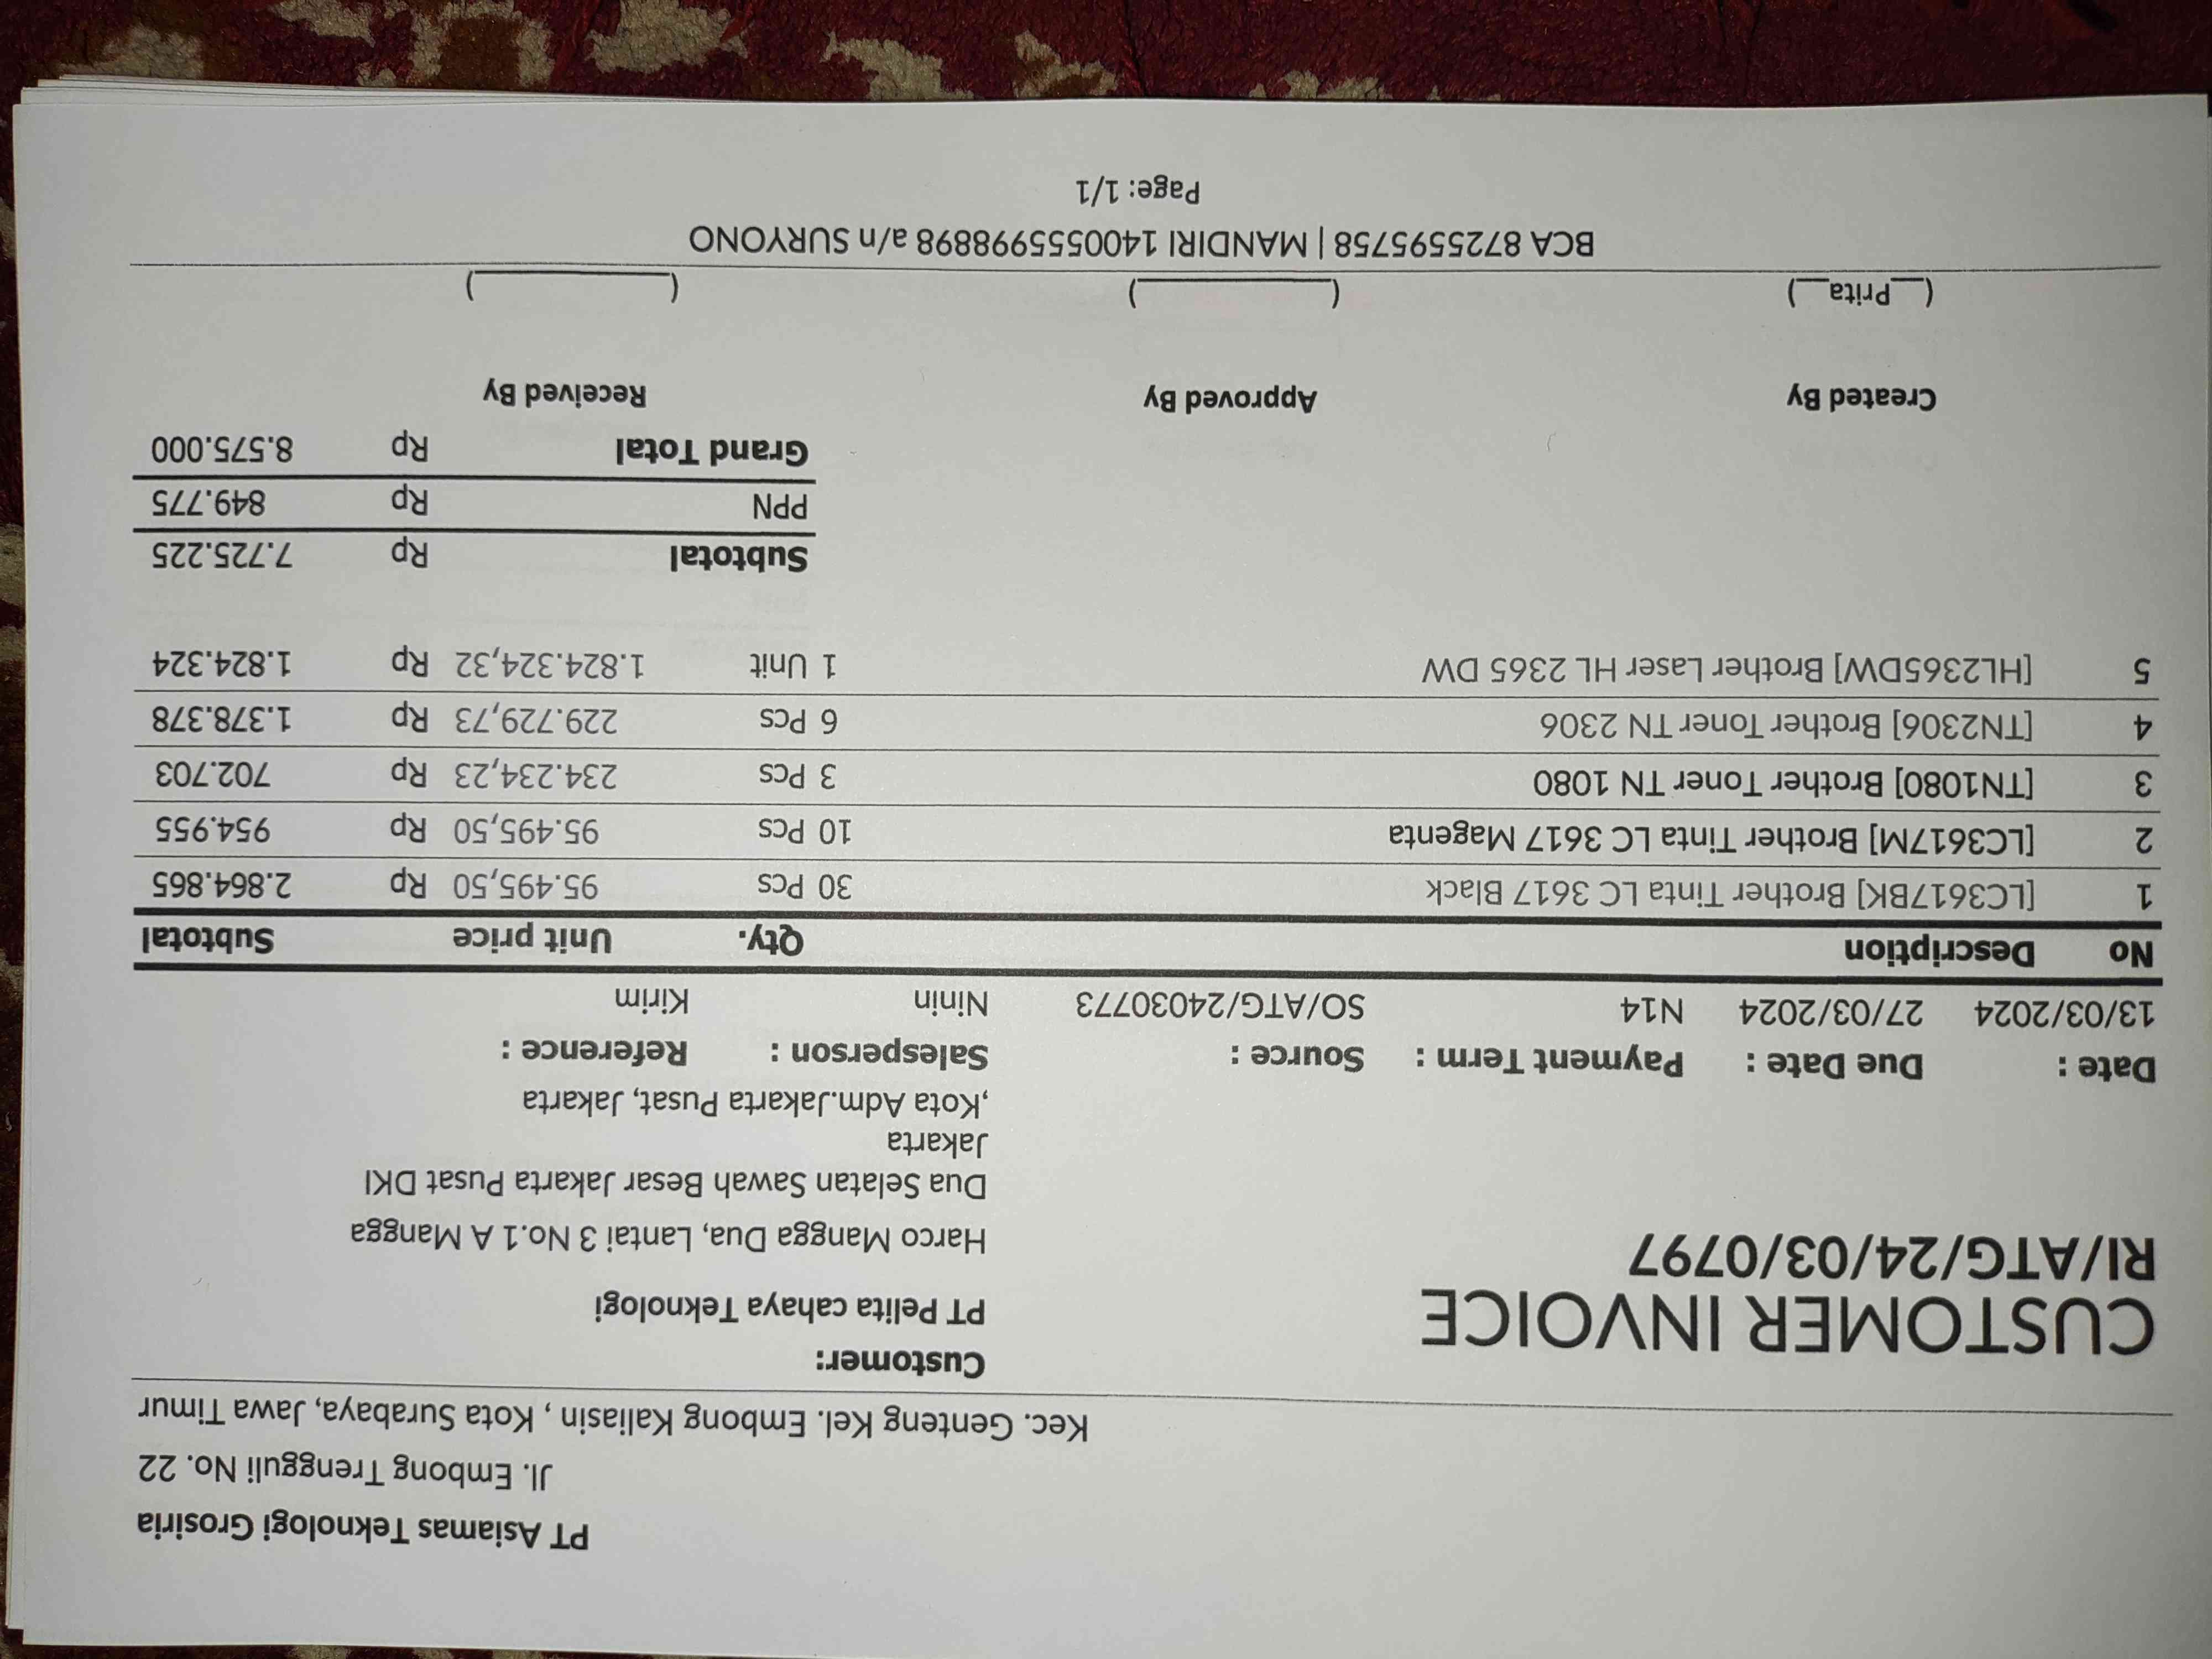 PT Asiamas Teknologi Grosiria
Jl. Embong Trengguli No. 22
Kec. Genteng Kel. Embong Kaliasin , Kota Surabaya, Jawa Timur
CUSTOMER INVOICE
RI/ATG/24/03/0797
Customer:
PT Pelita cahaya Teknologi
Harco Mangga Dua, Lantai 3 No.1 A Mangga
Dua Selatan Sawah Besar Jakarta Pusat DKI
Jakarta
,Kota Adm.Jakarta Pusat, Jakarta
Date : Due Date : Payment Term : Source : Salesperson : Reference :
13/03/2024 27/03/2024 N14 SO/ATG/24030773 Ninin Kirim
No Description Qty. Unit price Subtotal
1 [LC3617BK] Brother Tinta LC 3617 Black 30 Pcs 95.495,50 Rp 2.864.865
2 [LC3617M] Brother Tinta LC 3617 Magenta 10 Pcs 95.495,50 Rp 954.955
3 [TN1080] Brother Toner TN 1080 3 Pcs 234.234,23 Rp 702.703
4 [TN2306] Brother Toner TN 2306 6 Pcs 229.729,73 Rp 1.378.378
5 [HL2365DW] Brother Laser HL 2365 DW 1 Unit 1.824.324,32 Rp 1.824.324
Subtotal Rp 7.725.225
PPN Rp 849.775
Grand Total Rp 8.575.000
Created By Approved By Received By
(__Prita__) (__________) (__________)
BCA 8725595758 | MANDIRI 1400555998898 a/n SURYONO
Page: 1/1